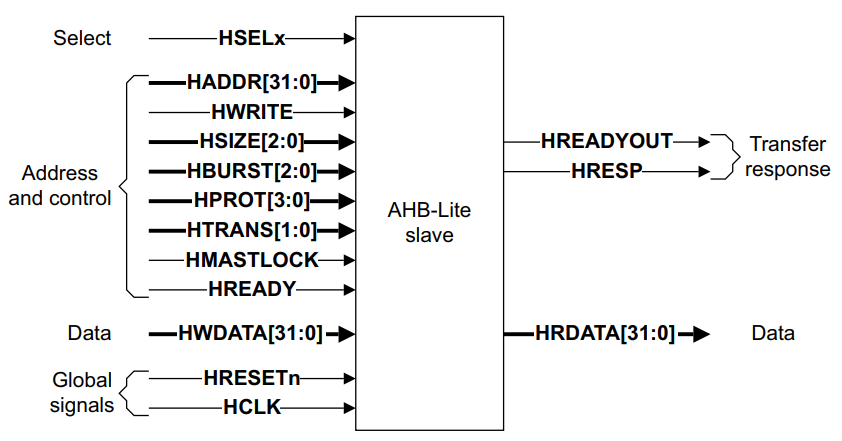 Select
HSELx
HADDR[31:0]
HWRITE
HSIZE[2:0]
HBURST[2:0]
HPROT[3:0]
HTRANS[1:0]
HMASTLOCK
HREADY
Address
and control
Data
HWDATA[31:0]
Global
signals
HRESETn
HCLK
AHB-Lite
slave
HREADYOUT
HRESP
Transfer
response
HRDATA[31:0]
Data